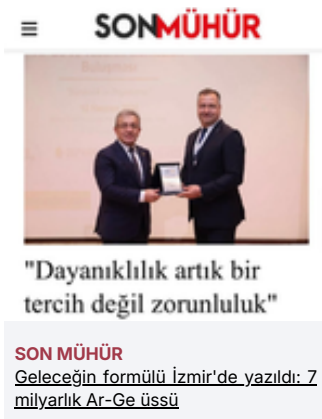 SONMÜHÜR
"Dayanıklılık artık bir
tercih değil zorunluluk"
SON MÜHÜR
Geleceğin formülü İzmir'de yazıldı: 7
milyarlık Ar-Ge üssü